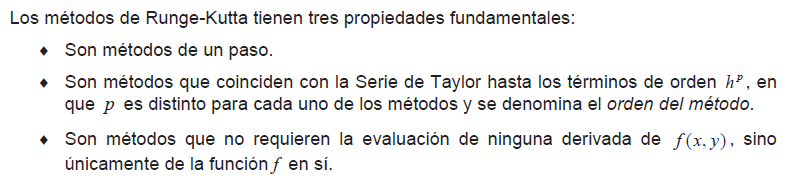 Los métodos de Runge-Kutta tienen tres propiedades fundamentales:
♦ Son métodos de un paso.
♦ Son métodos que coinciden con la Serie de Taylor hasta los términos de orden h^p, en
que p es distinto para cada uno de los métodos y se denomina el orden del método.
♦ Son métodos que no requieren la evaluación de ninguna derivada de f(x,y), sino
únicamente de la función f en sí.